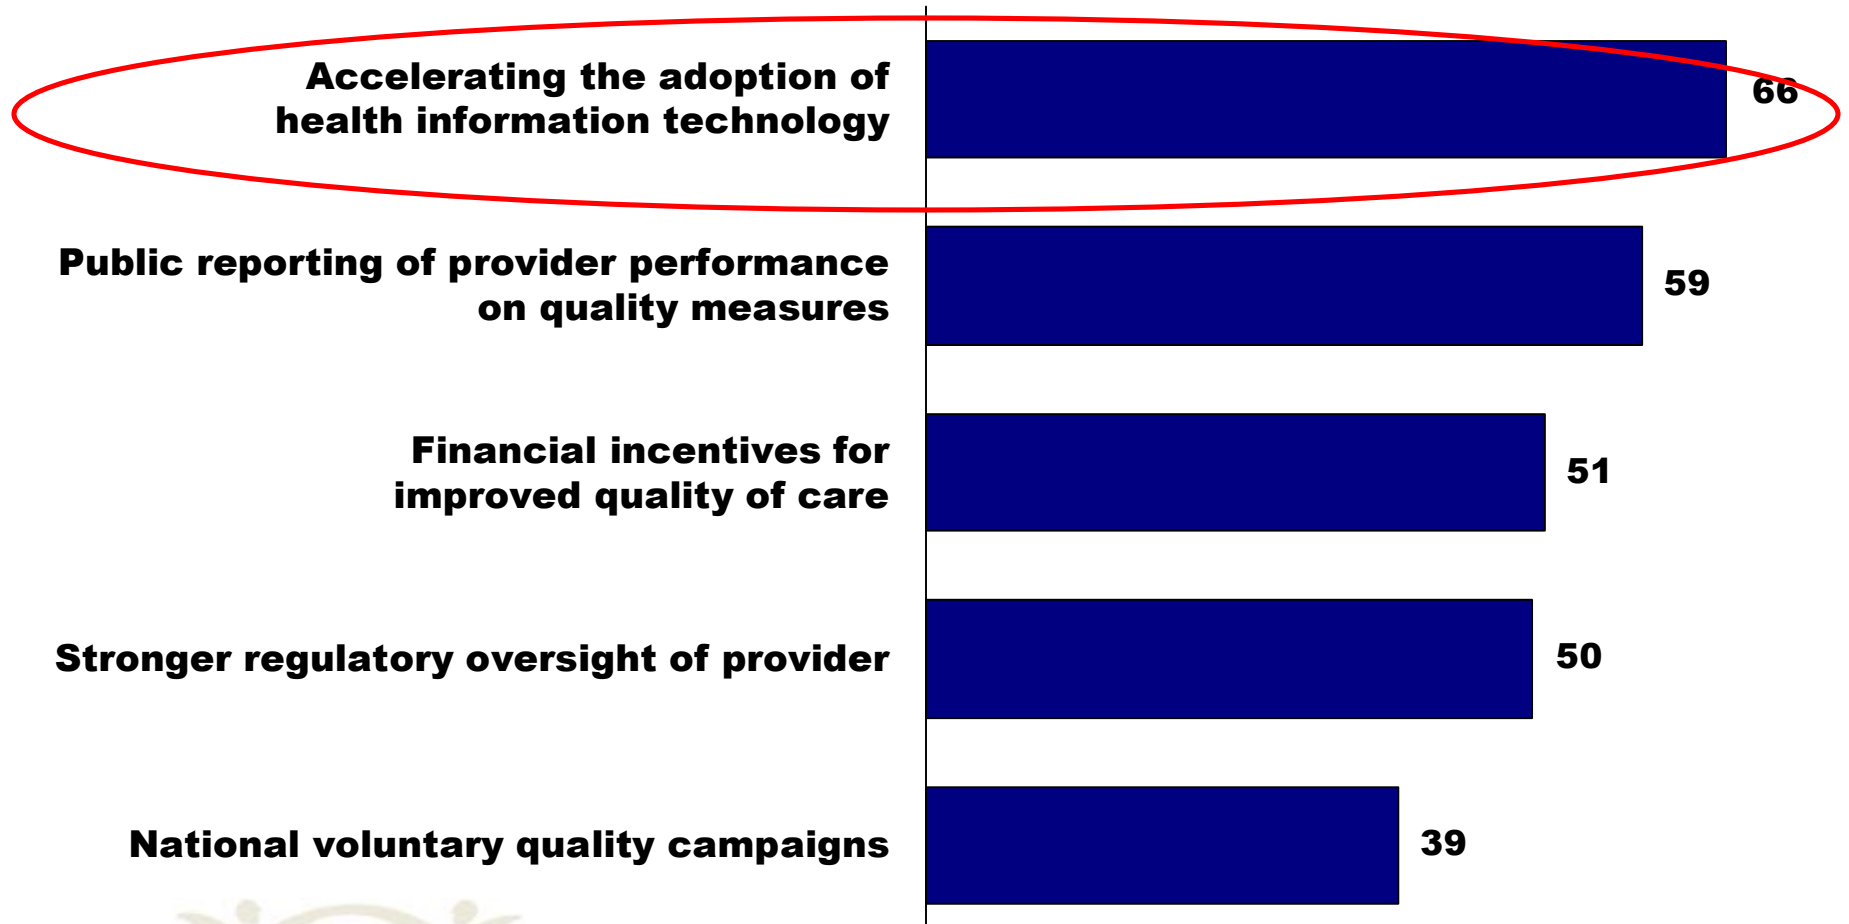 Accelerating the adoption of
health information technology
66
Public reporting of provider performance
on quality measures
59
Financial incentives for
improved quality of care
51
Stronger regulatory oversight of provider
50
National voluntary quality campaigns
39